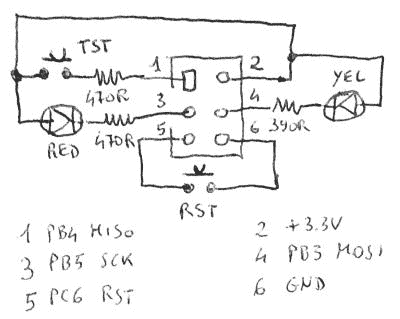 TST
1
2
YEL
470R
3
4
390R
RED
470R
5
6
RST
1 PB4 MISO
2 +3.3V
3 PB5 SCK
4 PB3 MOSI
5 PC6 RST
6 GND